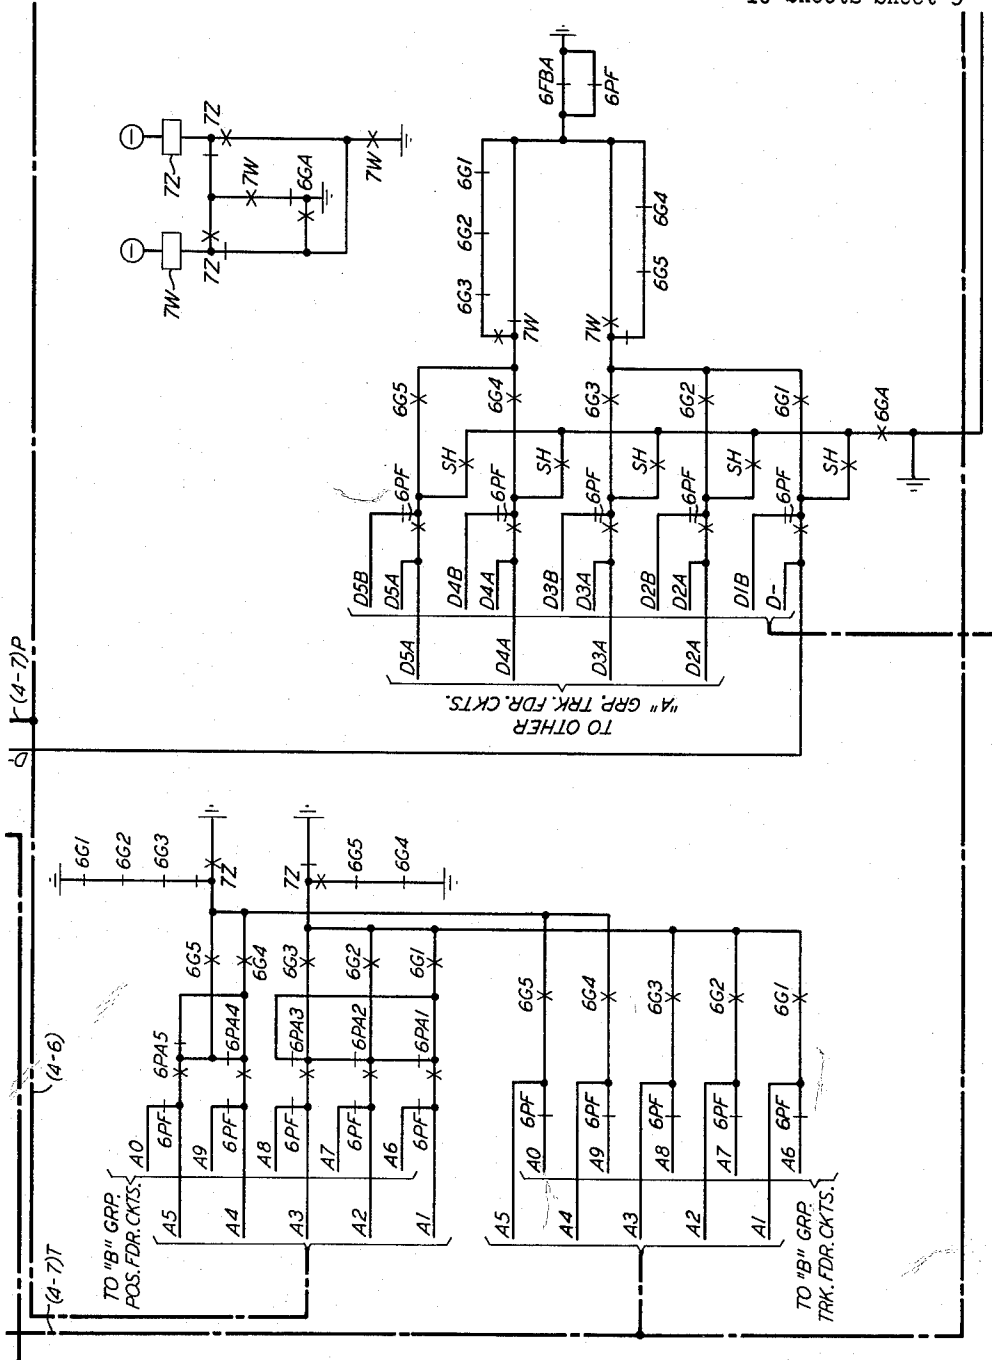 (4-7)P
D-
7Z
7Z
7W
7Z
7W
6GA
7W
6FBA
6PF
6G1
6G2
6G3
7W
7W
6G4
6G5
6G5
6G4
6G3
6G2
6G1
6GA
SH
SH
SH
SH
SH
6PF
6PF
6PF
6PF
6PF
D5B
D5A
D4B
D4A
D3B
D3A
D2B
D2A
D1B
D-
D5A
D4A
D3A
D2A
TO OTHER
"A" GRP. TRK. FDR. CKTS.
6G1
6G2
6G3
7Z
7Z
6G5
6G4
6G5
6G4
6G3
6G2
6G1
6PA5
6PA4
6PA3
6PA2
6PA1
6PF
6PF
6PF
6PF
6PF
A0
A9
A8
A7
A6
A5
A4
A3
A2
A1
TO "B" GRP.
POS. FDR. CKTS.
(4-6)
(4-7)T
6G5
6G4
6G3
6G2
6G1
6PF
6PF
6PF
6PF
6PF
A0
A9
A8
A7
A6
A5
A4
A3
A2
A1
TO "B" GRP.
TRK. FDR. CKTS.